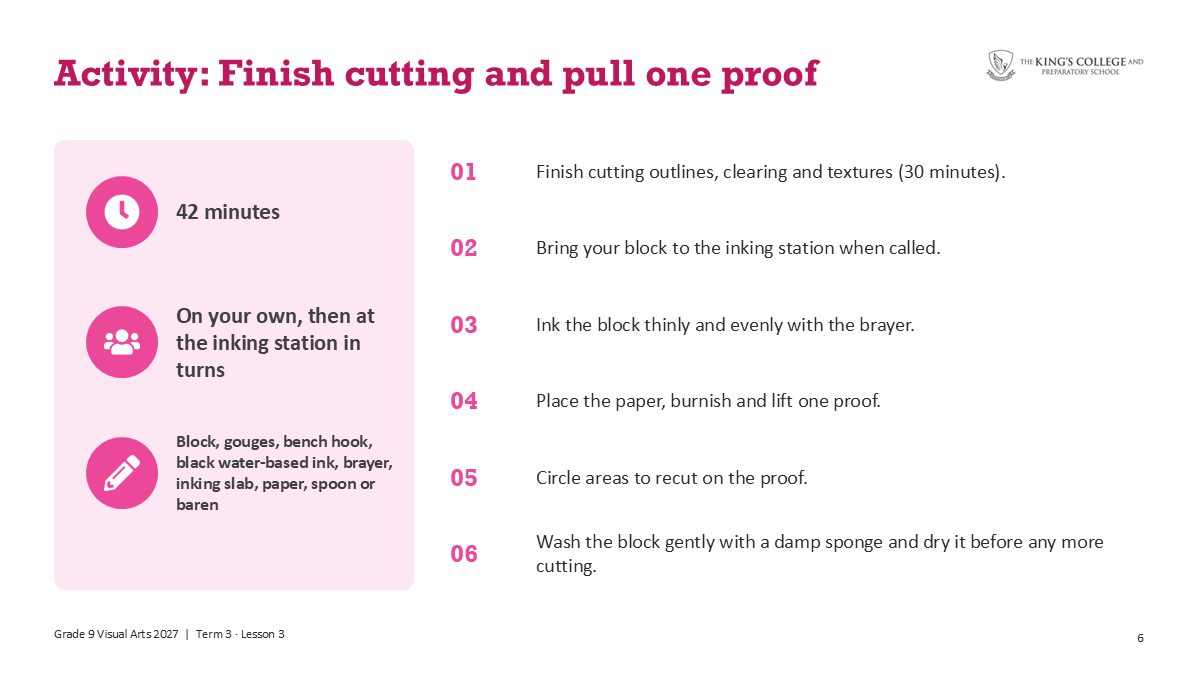 Activity: Finish cutting and pull one proof
THE KING'S COLLEGE AND
PREPARATORY SCHOOL
42 minutes
On your own, then at
the inking station in
turns
Block, gouges, bench hook,
black water-based ink, brayer,
inking slab, paper, spoon or
baren
01
Finish cutting outlines, clearing and textures (30 minutes).
02
Bring your block to the inking station when called.
03
Ink the block thinly and evenly with the brayer.
04
Place the paper, burnish and lift one proof.
05
Circle areas to recut on the proof.
06
Wash the block gently with a damp sponge and dry it before any more
cutting.
Grade 9 Visual Arts 2027 | Term 3 · Lesson 3
6